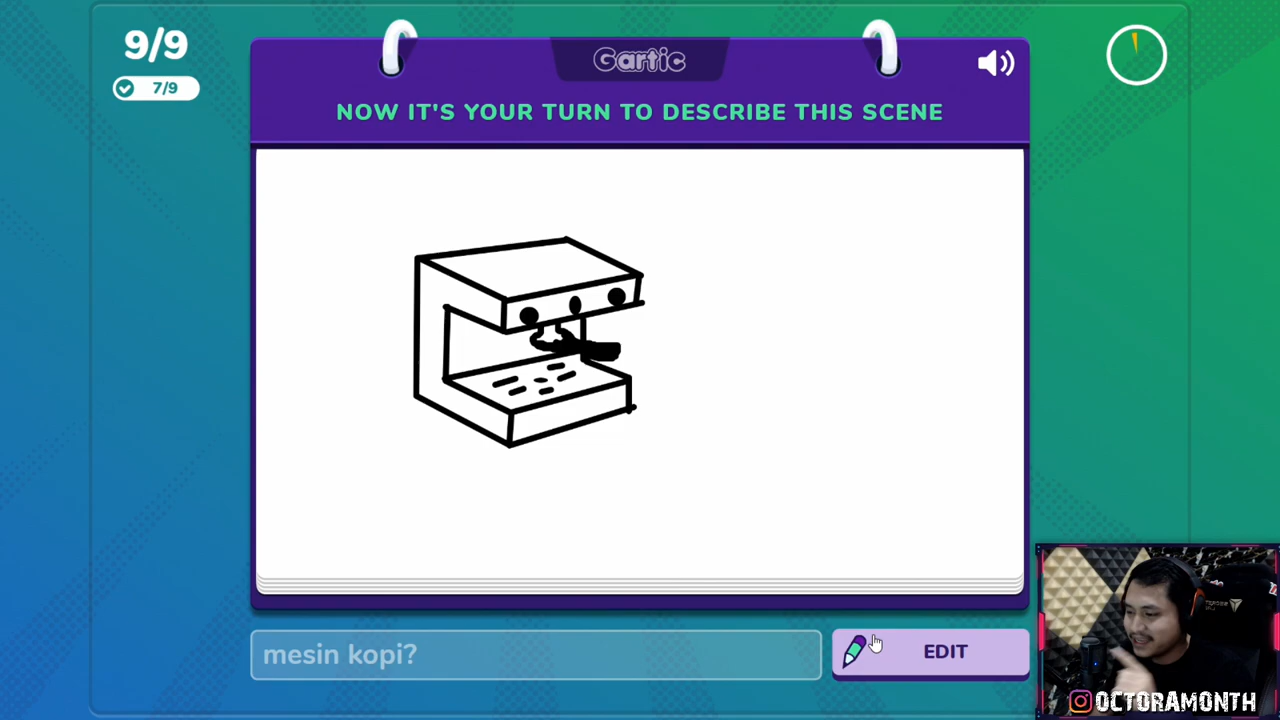 9/9
7/9
Gartic
NOW IT'S YOUR TURN TO DESCRIBE THIS SCENE
mesin kopi?
EDIT
OCTORAMONTH